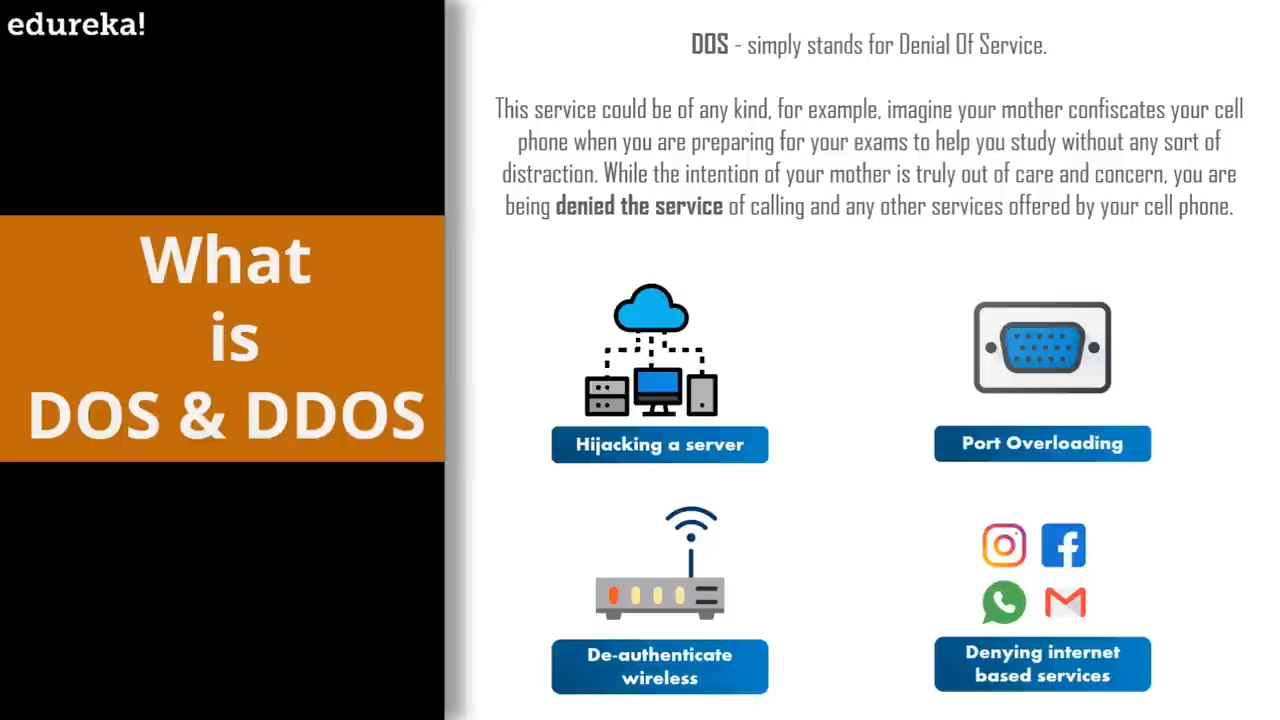 edureka!
What
is
DOS & DDOS
DOS - simply stands for Denial Of Service.
This service could be of any kind, for example, imagine your mother confiscates your cell
phone when you are preparing for your exams to help you study without any sort of
distraction. While the intention of your mother is truly out of care and concern, you are
being denied the service of calling and any other services offered by your cell phone.
Hijacking a server
Port Overloading
De-authenticate
wireless
Denying internet
based services